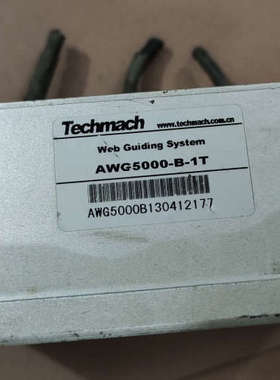 Techmach www.techmach.com.cn
Web Guiding System
AWG5000-B-1T
AWG5000B130412177